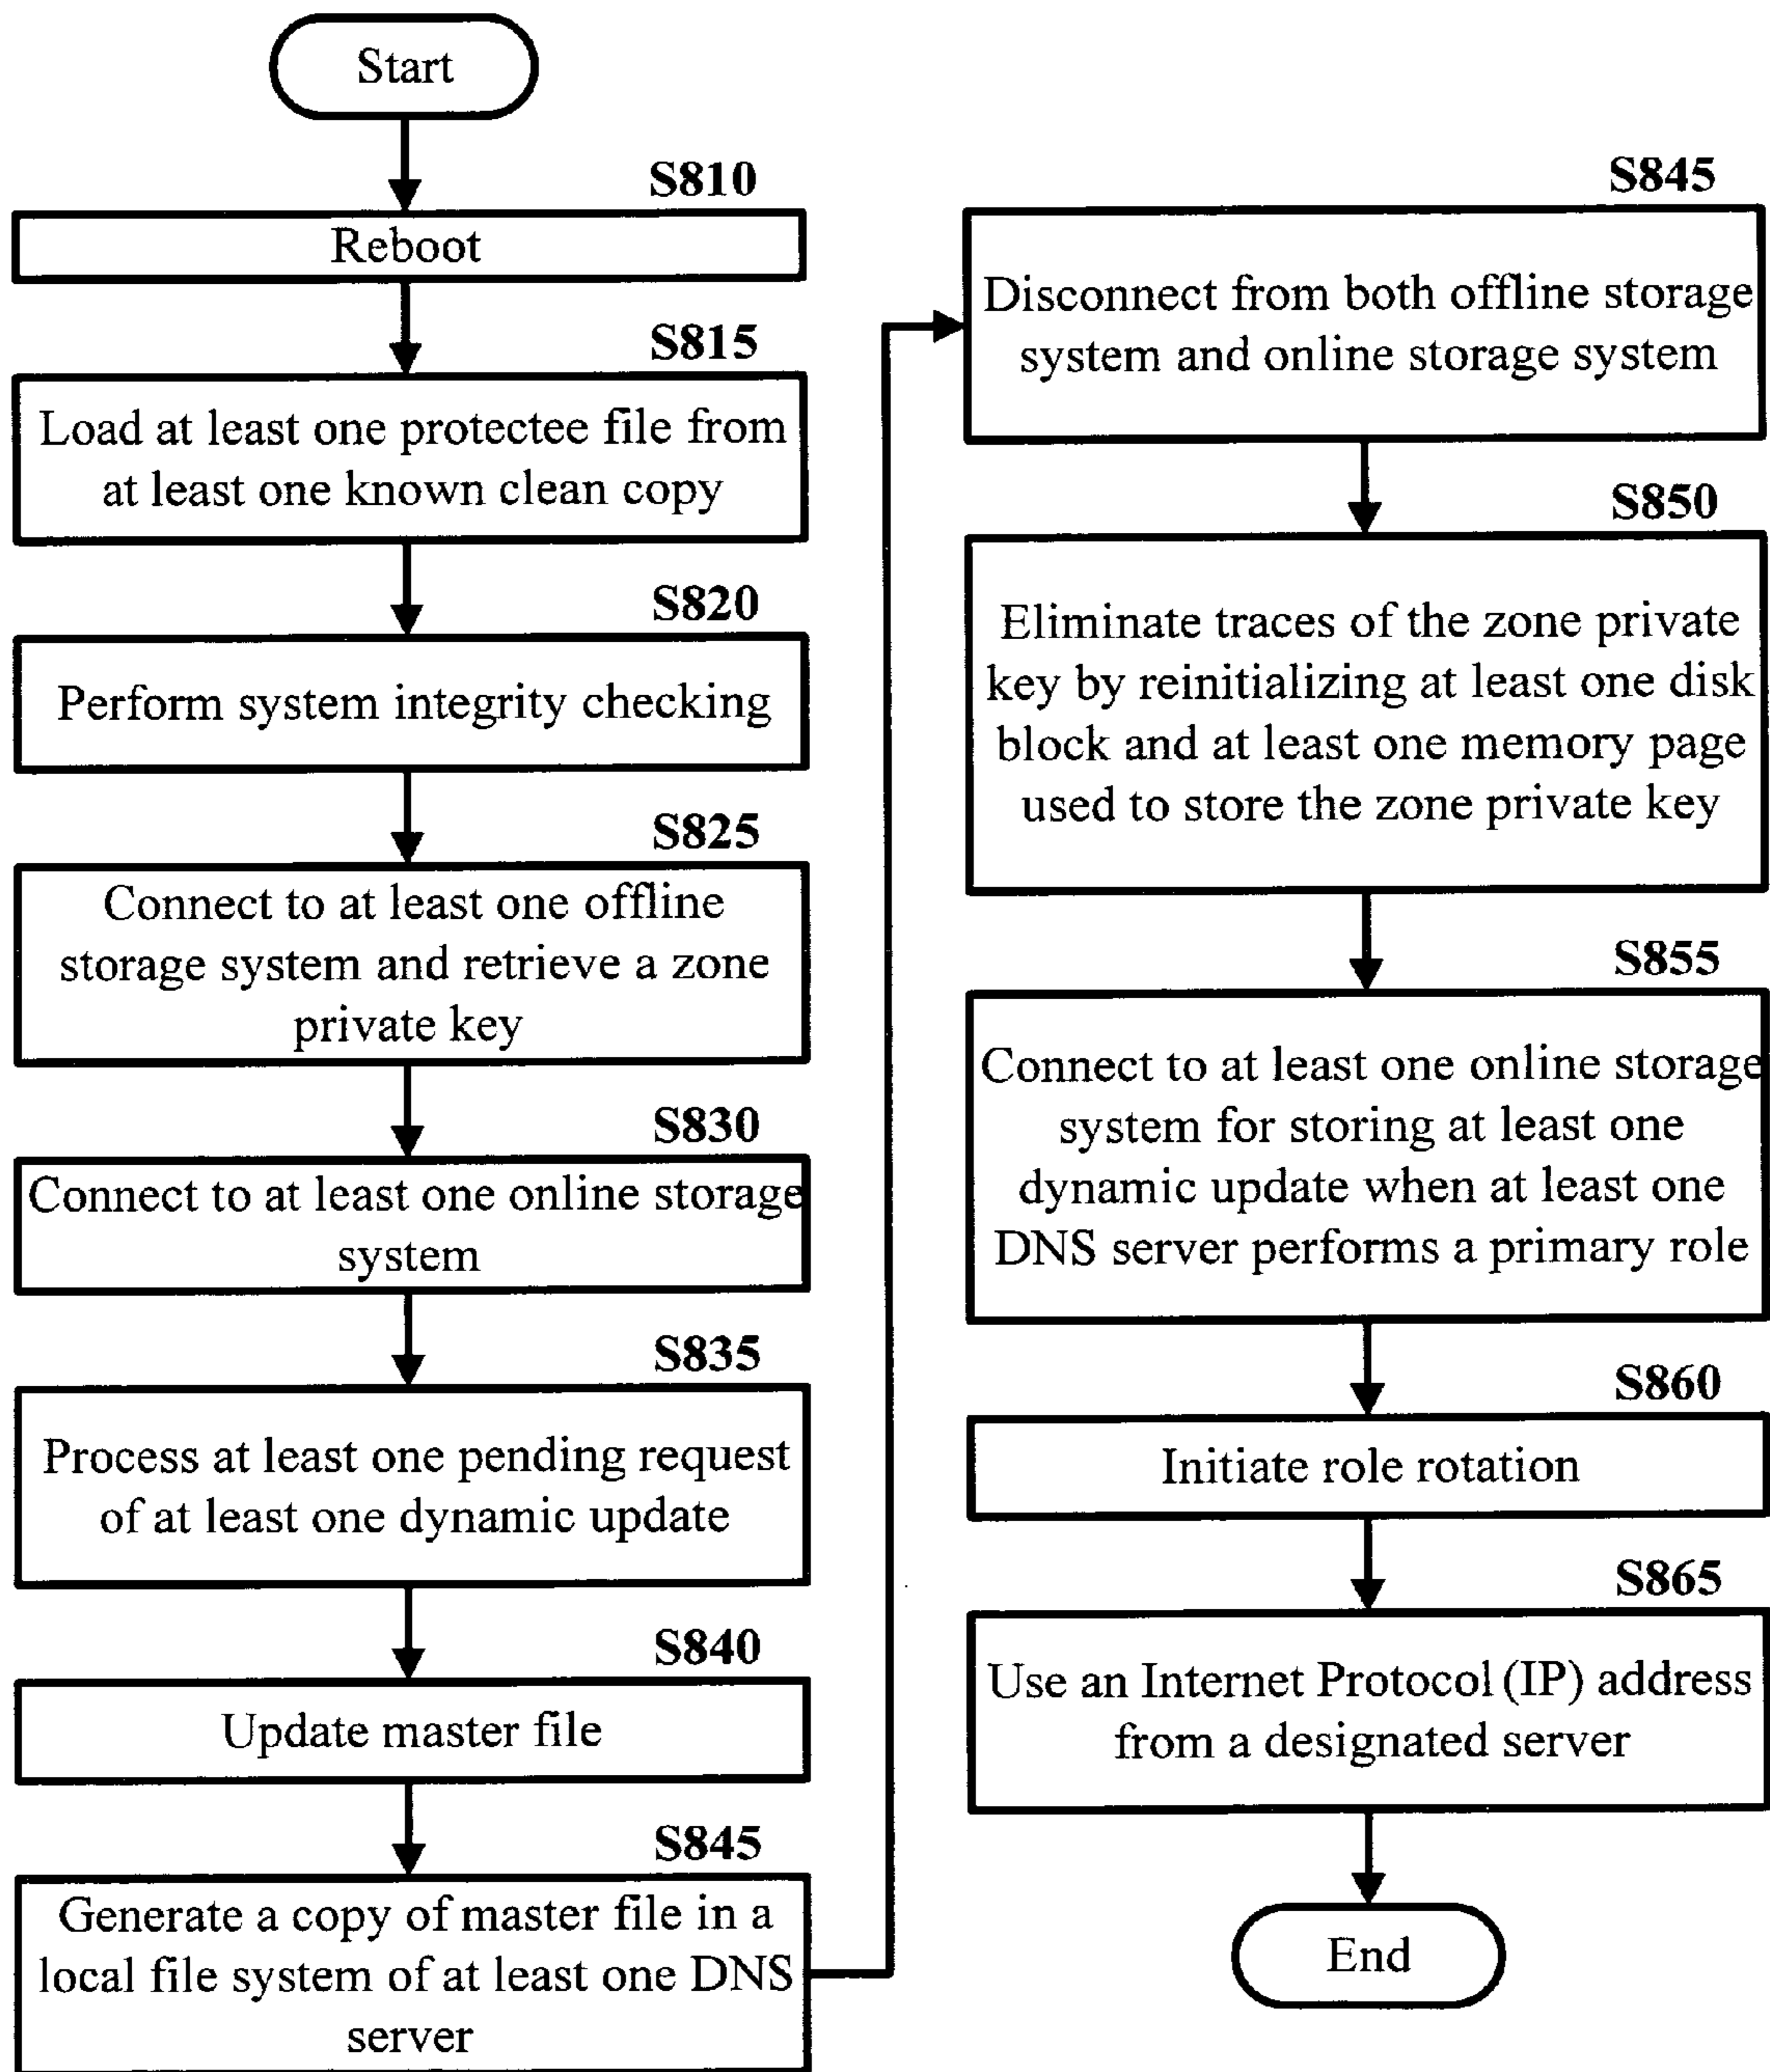 Start
S810
Reboot
S815
Load at least one protectee file from
at least one known clean copy
S820
Perform system integrity checking
S825
Connect to at least one offline
storage system and retrieve a zone
private key
S830
Connect to at least one online storage
system
S835
Process at least one pending request
of at least one dynamic update
S840
Update master file
S845
Generate a copy of master file in a
local file system of at least one DNS
server
S845
Disconnect from both offline storage
system and online storage system
S850
Eliminate traces of the zone private
key by reinitializing at least one disk
block and at least one memory page
used to store the zone private key
S855
Connect to at least one online storage
system for storing at least one
dynamic update when at least one
DNS server performs a primary role
S860
Initiate role rotation
S865
Use an Internet Protocol (IP) address
from a designated server
End